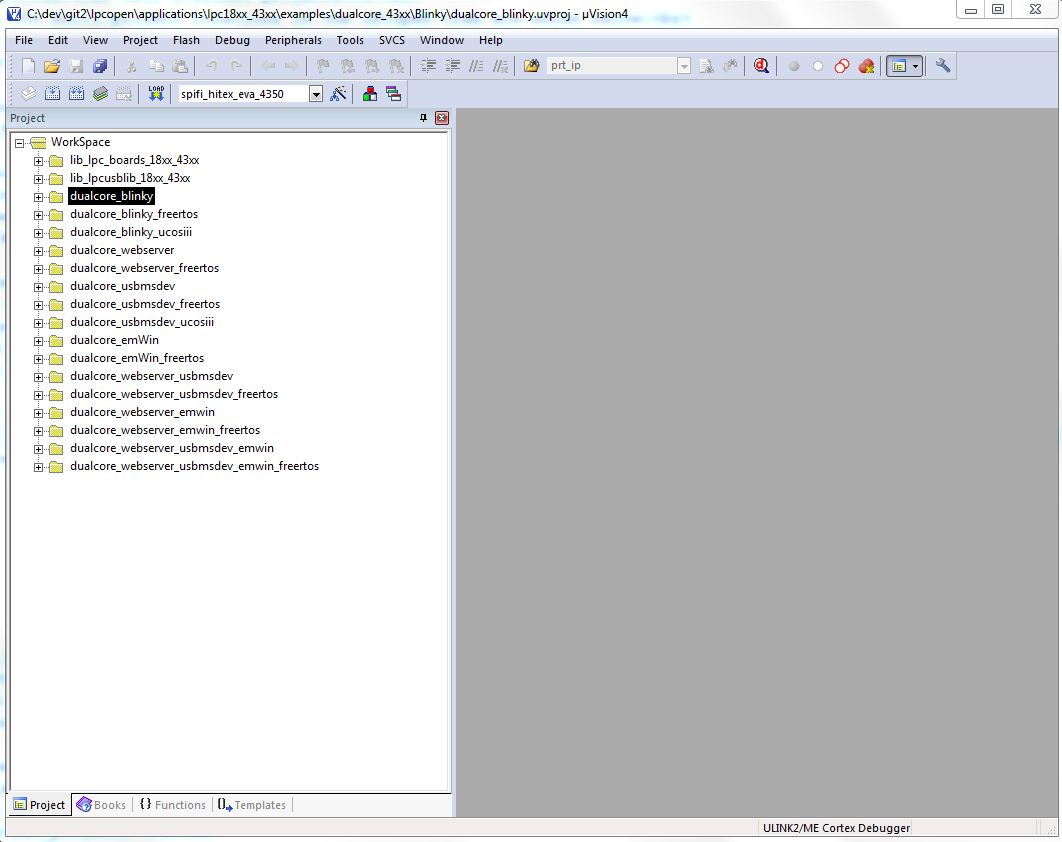 C:\dev\git2\lpcopen\applications\lpc18xx_43xx\examples\dualcore_43xx\Blinky\dualcore_blinky.uvproj - µVision4
File Edit View Project Flash Debug Peripherals Tools SVCS Window Help
prt_ip
LOAD spifi_hitex_eva_4350
Project
WorkSpace
lib_lpc_boards_18xx_43xx
lib_lpcusblib_18xx_43xx
dualcore_blinky
dualcore_blinky_freertos
dualcore_blinky_ucosiii
dualcore_webserver
dualcore_webserver_freertos
dualcore_usbmsdev
dualcore_usbmsdev_freertos
dualcore_usbmsdev_ucosiii
dualcore_emWin
dualcore_emWin_freertos
dualcore_webserver_usbmsdev
dualcore_webserver_usbmsdev_freertos
dualcore_webserver_emwin
dualcore_webserver_emwin_freertos
dualcore_webserver_usbmsdev_emwin
dualcore_webserver_usbmsdev_emwin_freertos
Project Books {} Functions Templates
ULINK2/ME Cortex Debugger